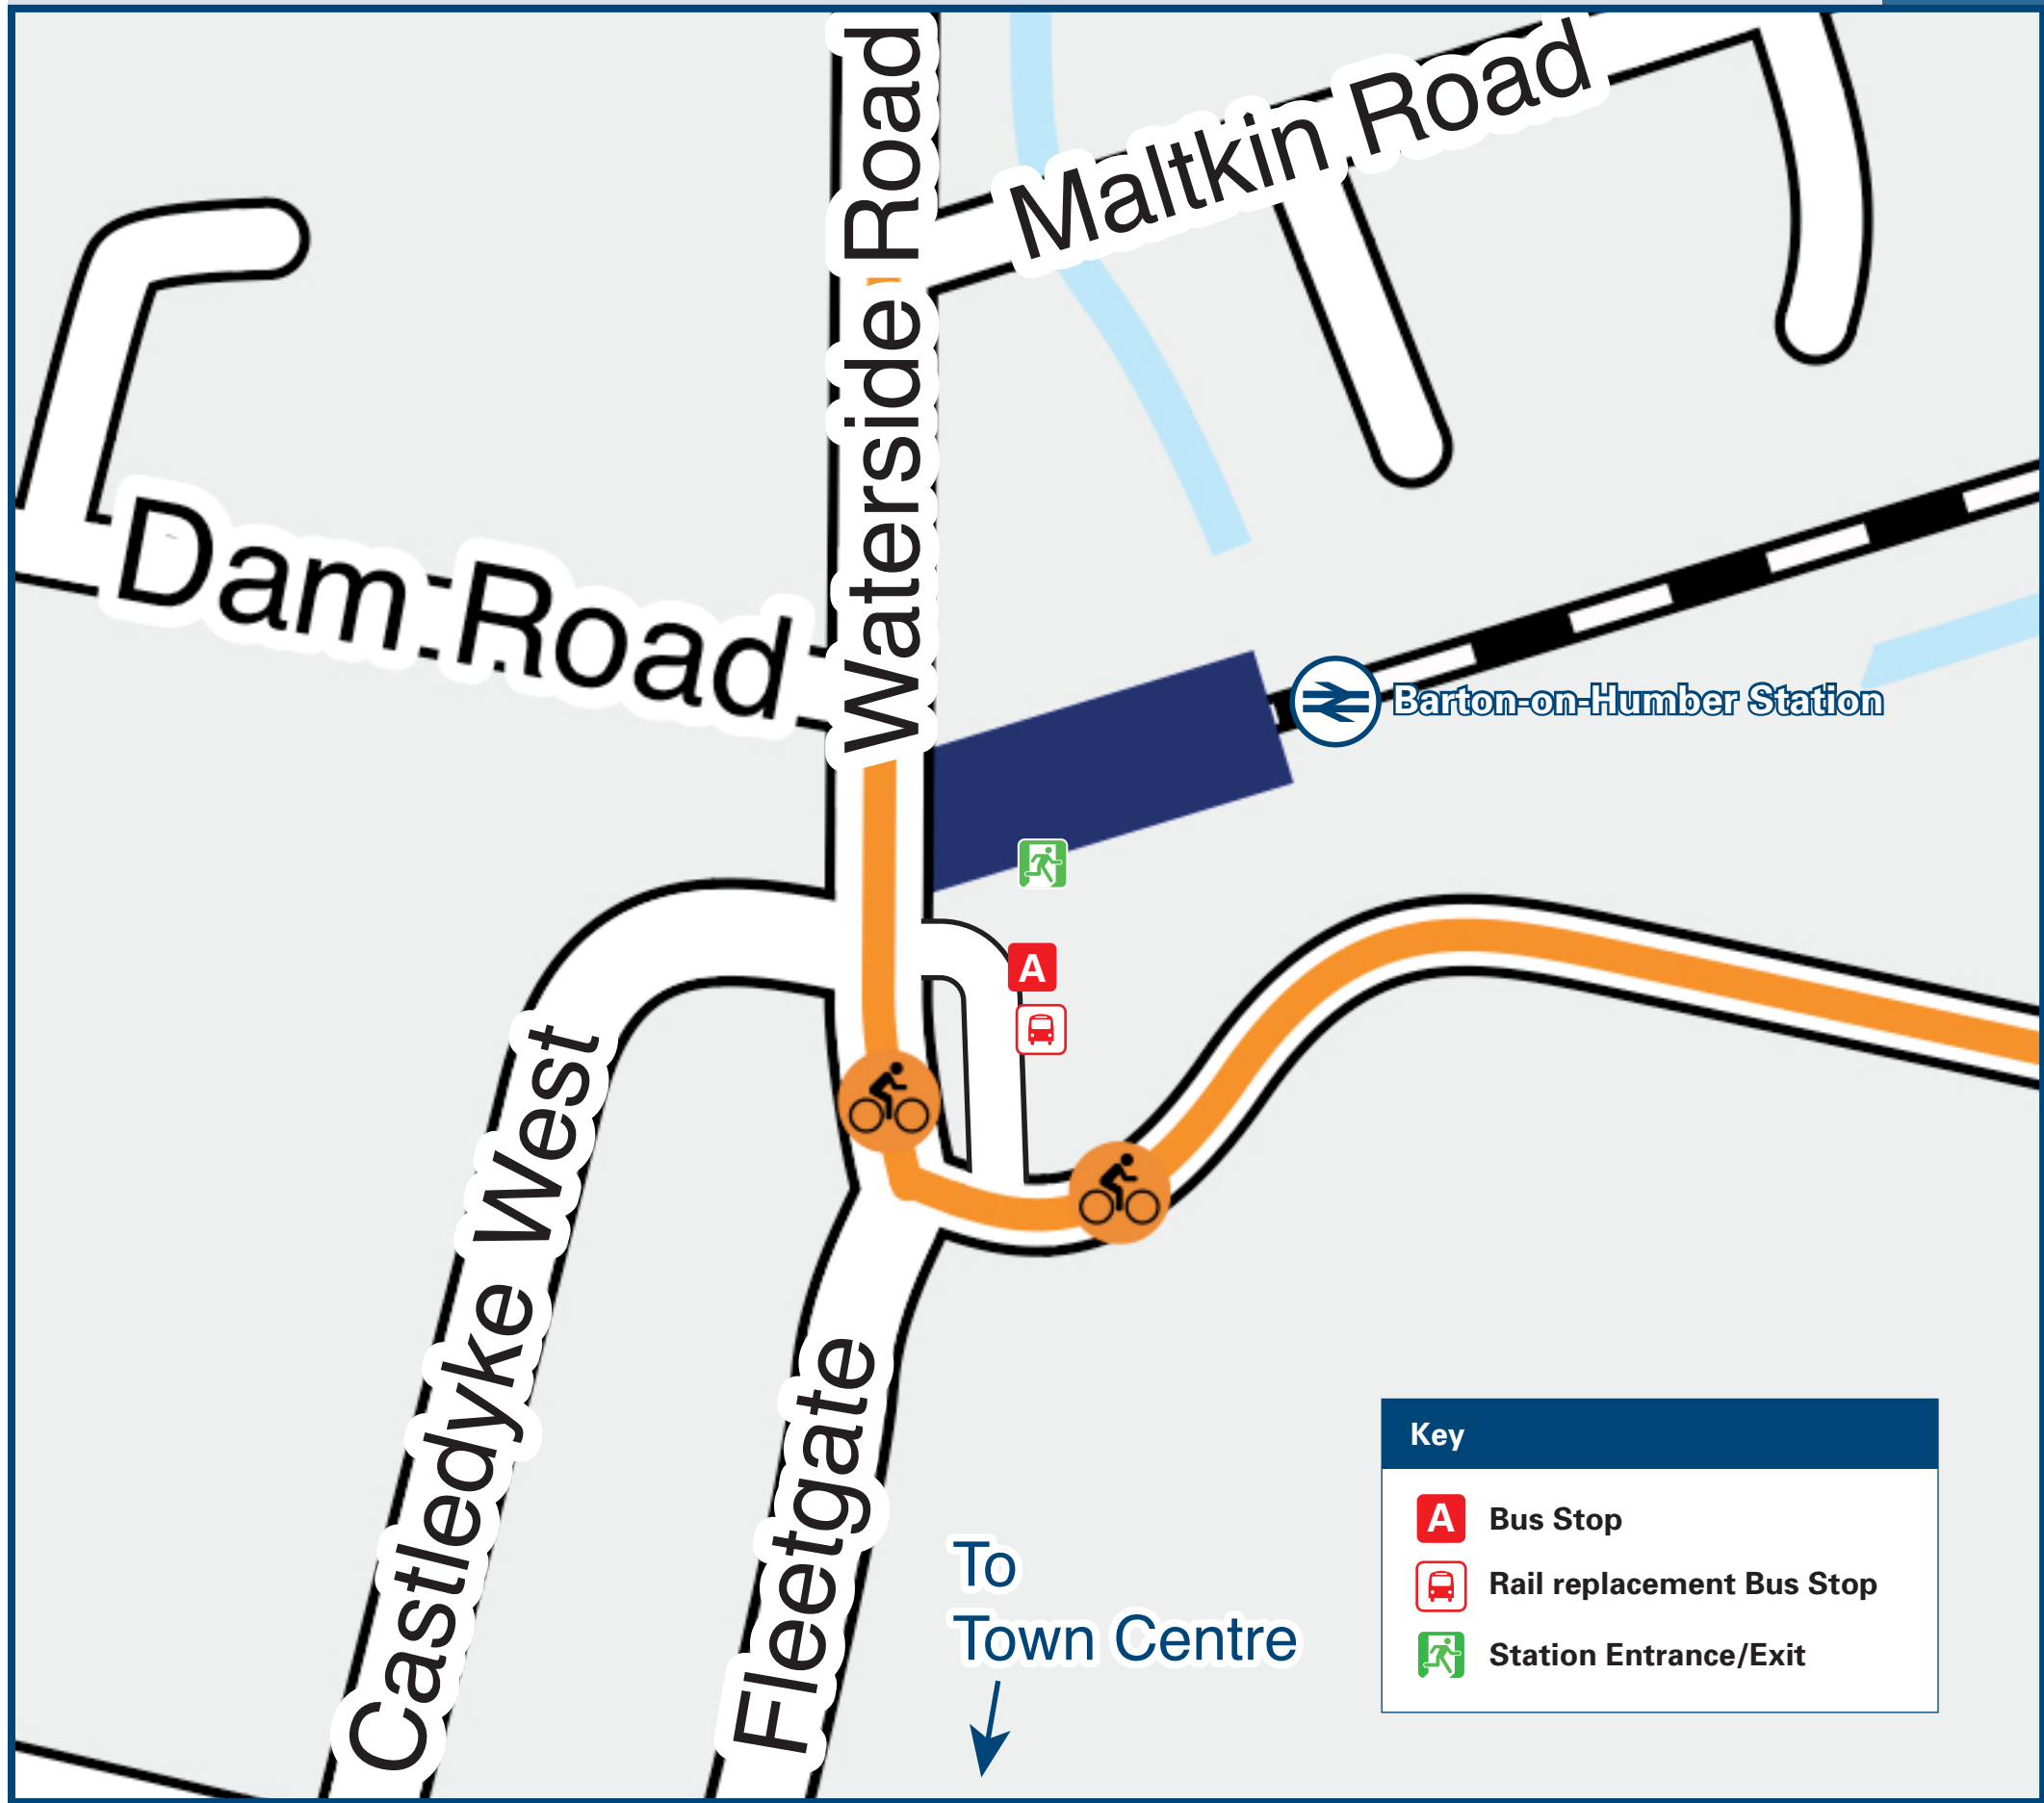 Waterside Road
Maltkin Road
Dam Road
Barton-on-Humber Station
A
Castledyke West
Fleetgate
To
Town Centre
Key
A Bus Stop
Rail replacement Bus Stop
Station Entrance/Exit